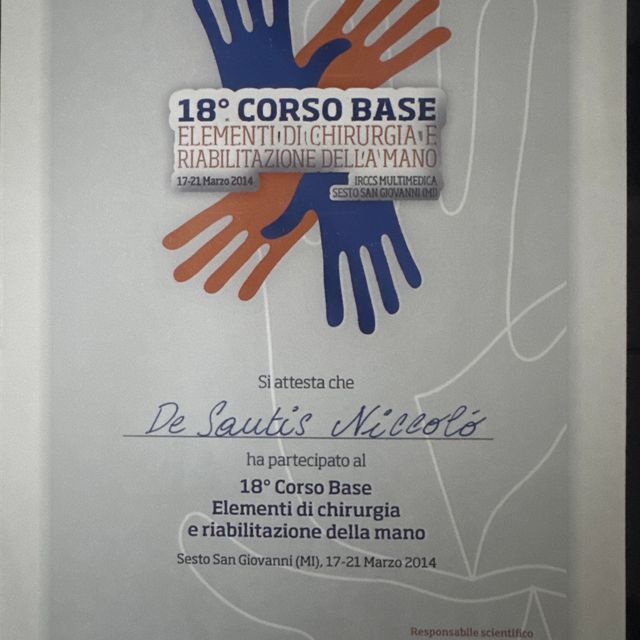 18° CORSO BASE
ELEMENTI DI CHIRURGIA E
RIABILITAZIONE DELLA MANO
17-21 Marzo 2014
IRCCS MULTIMEDICA
SESTO SAN GIOVANNI (MI)
Si attesta che
De Santis Niccolò
ha partecipato al
18° Corso Base
Elementi di chirurgia
e riabilitazione della mano
Sesto San Giovanni (MI), 17-21 Marzo 2014
Responsabile scientifico